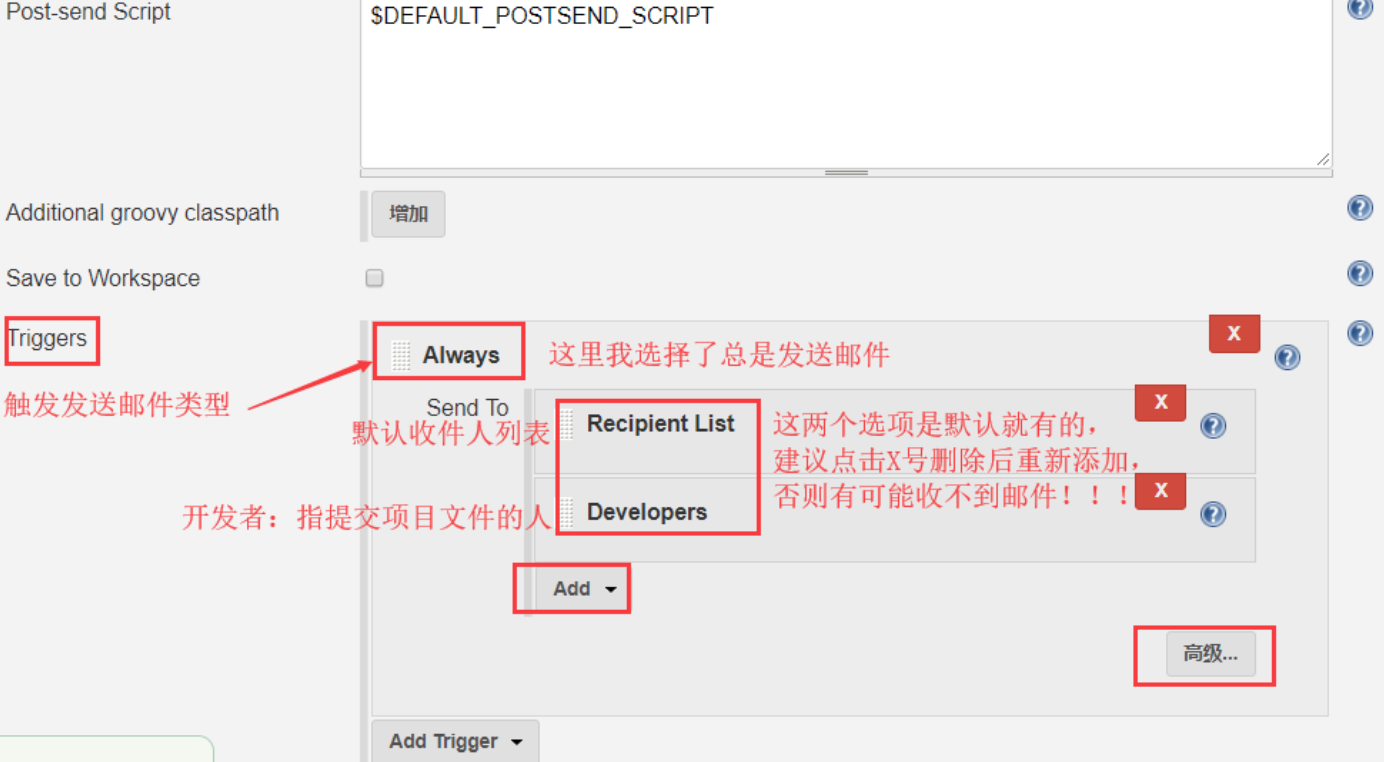 Post-send Script
$DEFAULT_POSTSEND_SCRIPT
Additional groovy classpath
增加
Save to Workspace
Triggers
Always
这里我选择了总是发送邮件
X
触发发送邮件类型
Send To
默认收件人列表
Recipient List
这两个选项是默认就有的,
建议点击X号删除后重新添加,
否则有可能收不到邮件!!!
X
开发者: 指提交项目文件的人
Developers
X
Add
高级...
Add Trigger